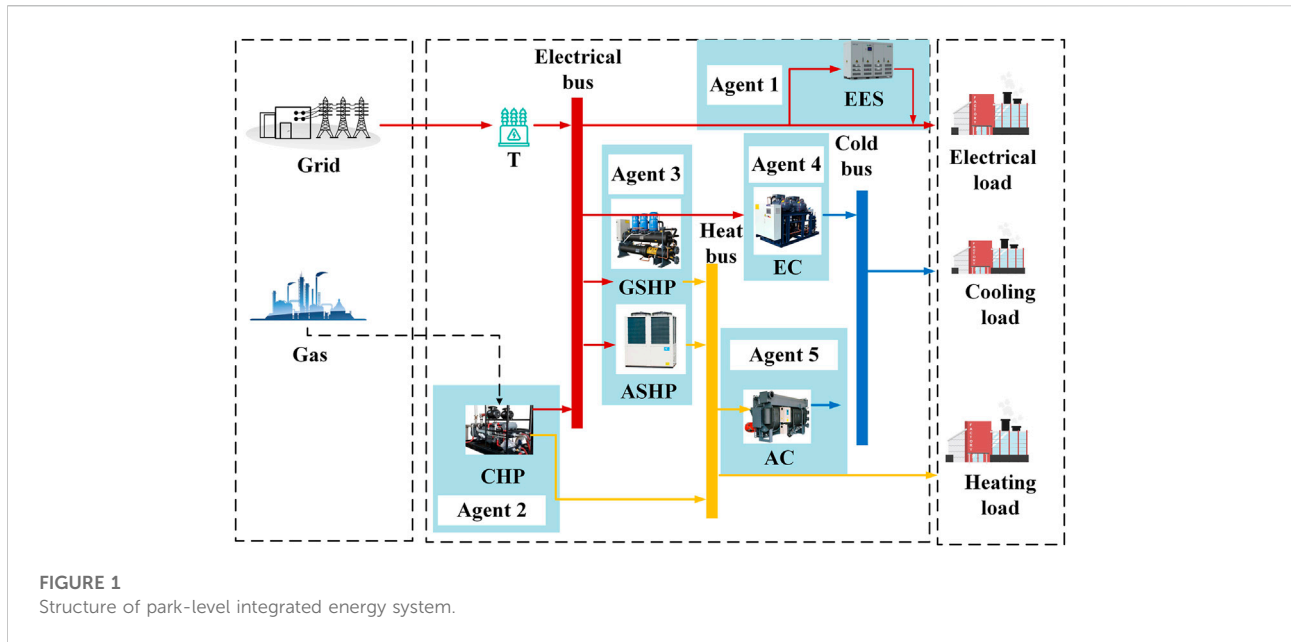 Electrical
bus
Agent 1
EES
Grid
T
Cold
bus
Electrical
load
Agent 3
Agent 4
Heat
bus
GSHP
EC
Cooling
load
Gas
ASHP
Agent 5
AC
CHP
Agent 2
Heating
load
FIGURE 1
Structure of park-level integrated energy system.